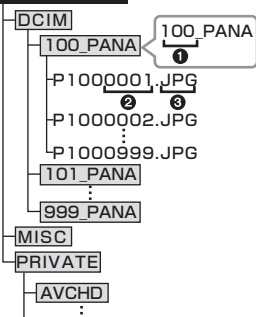 DCIM
100_PANA
100_PANA
❶
P1000001.JPG
❷ ❸
P1000002.JPG
P1000999.JPG
101_PANA
999_PANA
MISC
PRIVATE
AVCHD